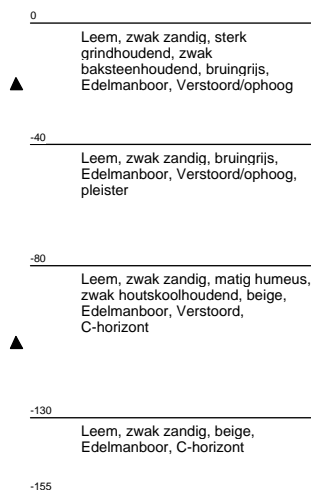 0
Leem, zwak zandig, sterk
grindhoudend, zwak
baksteenhoudend, bruingrijs,
Edelmanboor, Verstoord/ophoog
-40
Leem, zwak zandig, bruingrijs,
Edelmanboor, Verstoord/ophoog,
pleister
-80
Leem, zwak zandig, matig humeus,
zwak houtskoolhoudend, beige,
Edelmanboor, Verstoord,
C-horizont
-130
Leem, zwak zandig, beige,
Edelmanboor, C-horizont
-155